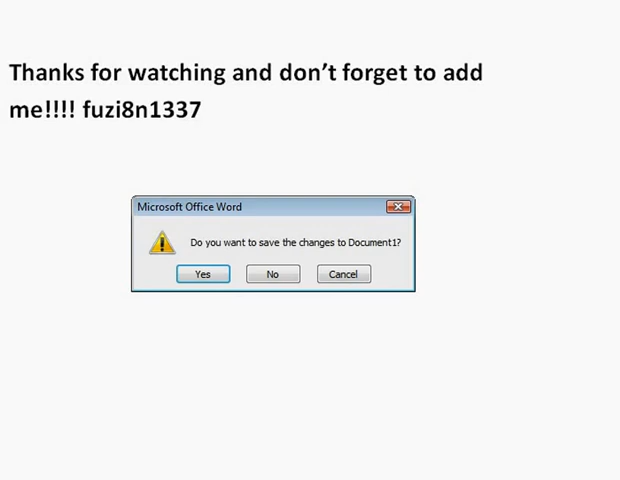 Thanks for watching and don’t forget to add
me!!!! fuzi8n1337
Microsoft Office Word
Do you want to save the changes to Document1?
Yes No Cancel